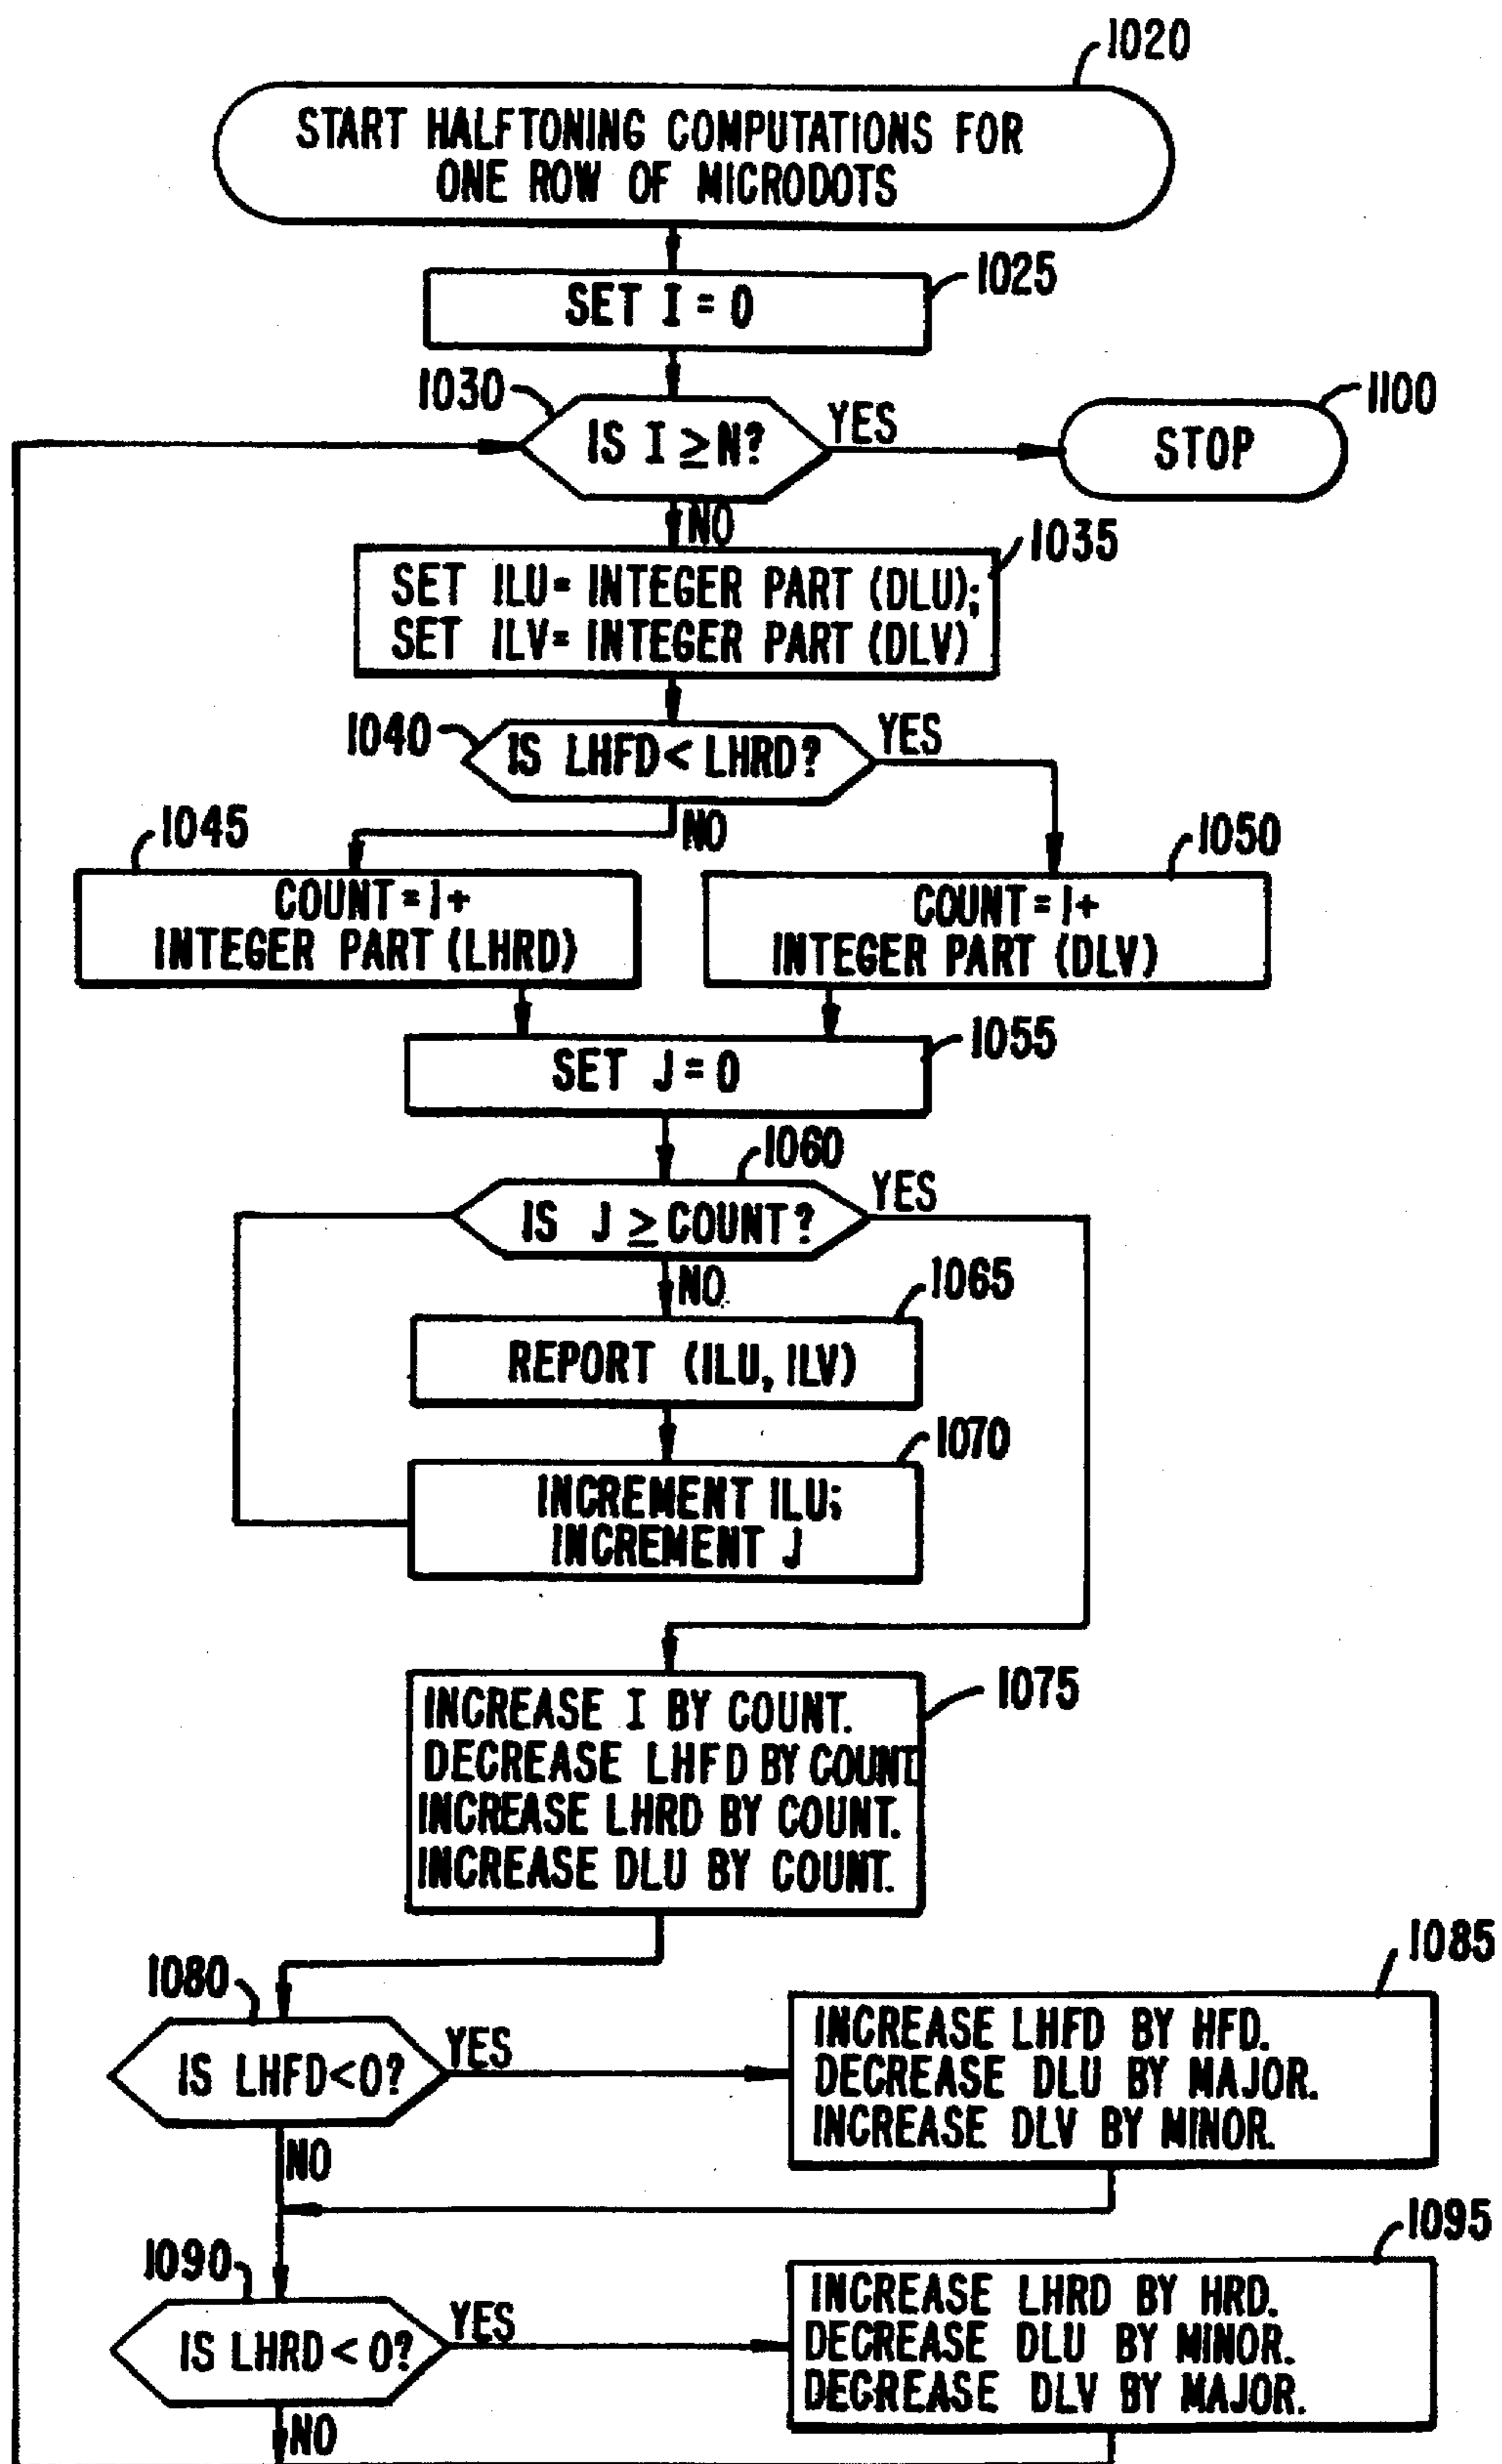 1020
START HALFTONING COMPUTATIONS FOR
ONE ROW OF MICRODOTS
1025
SET I = 0
1030
IS I ≥ N?
YES
1100
STOP
NO
1035
SET ILU= INTEGER PART (DLU);
SET ILV= INTEGER PART (DLV)
1040
IS LHFD < LHRD?
YES
NO
1045
COUNT = 1+
INTEGER PART (LHRD)
1050
COUNT = 1+
INTEGER PART (DLV)
1055
SET J = 0
1060
IS J ≥ COUNT?
YES
NO
1065
REPORT (ILU, ILV)
1070
INCREMENT ILU;
INCREMENT J
1075
INCREASE I BY COUNT.
DECREASE LHFD BY COUNT
INCREASE LHRD BY COUNT.
INCREASE DLU BY COUNT.
1080
IS LHFD<0?
YES
NO
1085
INCREASE LHFD BY HFD.
DECREASE DLU BY MAJOR.
INCREASE DLV BY MINOR.
1090
IS LHRD < 0?
YES
NO
1095
INCREASE LHRD BY HRD.
DECREASE DLU BY MINOR.
DECREASE DLV BY MAJOR.